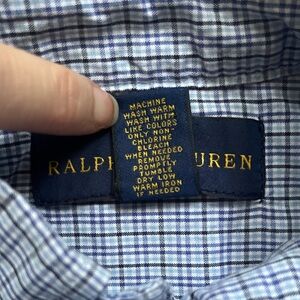 MACHINE
WASH WARM
WASH WITH
LIKE COLORS
ONLY NON-
CHLORINE
BLEACH
WHEN NEEDED
REMOVE
PROMPTLY
TUMBLE
DRY LOW
WARM IRON
IF NEEDED
RALPH UREN